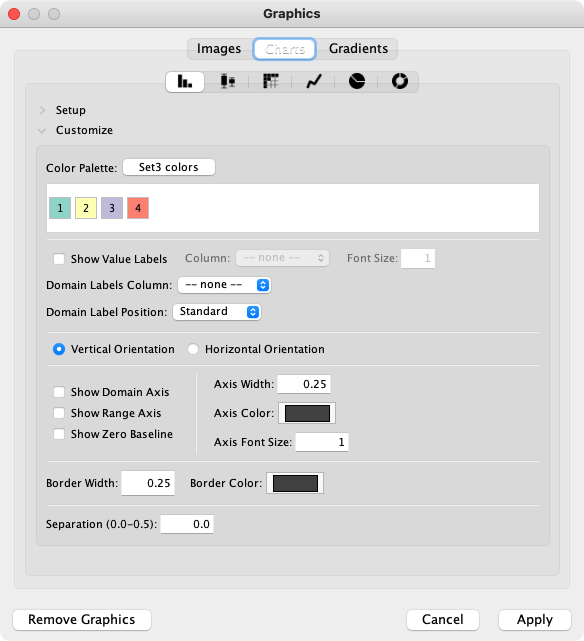 Graphics
Images Charts Gradients
Setup
Customize
Color Palette: Set3 colors
1 2 3 4
Show Value Labels Column: -- none -- Font Size: 1
Domain Labels Column: -- none --
Domain Label Position: Standard
Vertical Orientation Horizontal Orientation
Show Domain Axis
Show Range Axis
Show Zero Baseline
Axis Width: 0.25
Axis Color:
Axis Font Size: 1
Border Width: 0.25 Border Color:
Separation (0.0-0.5): 0.0
Remove Graphics Cancel Apply